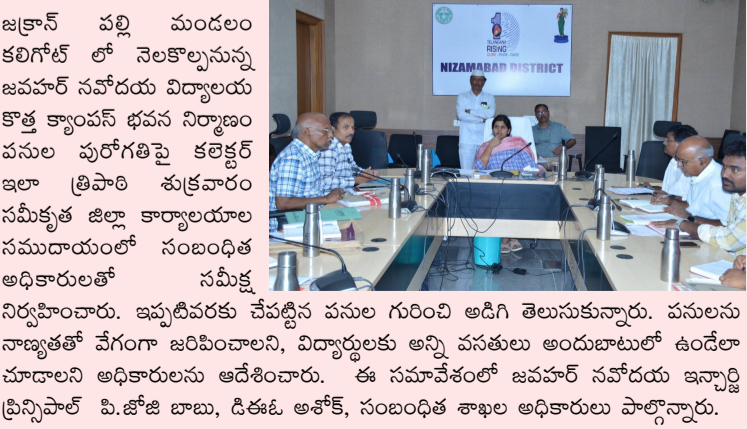 జక్రాన్ పల్లి మండలం
కలిగోట్ లో నెలకొల్పనున్న
జవహర్ నవోదయ విద్యాలయ
కొత్త క్యాంపస్ భవన నిర్మాణం
పనుల పురోగతిపై కలెక్టర్
ఇలా త్రిపాఠి శుక్రవారం
సమీకృత జిల్లా కార్యాలయాల
సముదాయంలో సంబంధిత
అధికారులతో సమీక్ష
నిర్వహించారు. ఇప్పటివరకు చేపట్టిన పనుల గురించి అడిగి తెలుసుకున్నారు. పనులను
నాణ్యతతో వేగంగా జరిపించాలని, విద్యార్థులకు అన్ని వసతులు అందుబాటులో ఉండేలా
చూడాలని అధికారులను ఆదేశించారు. ఈ సమావేశంలో జవహర్ నవోదయ ఇన్చార్జి
ప్రిన్సిపాల్ పి.జోజి బాబు, డిఈఓ అశోక్, సంబంధిత శాఖల అధికారులు పాల్గొన్నారు.
TELANGANA
RISING
NIZAMABAD DISTRICT